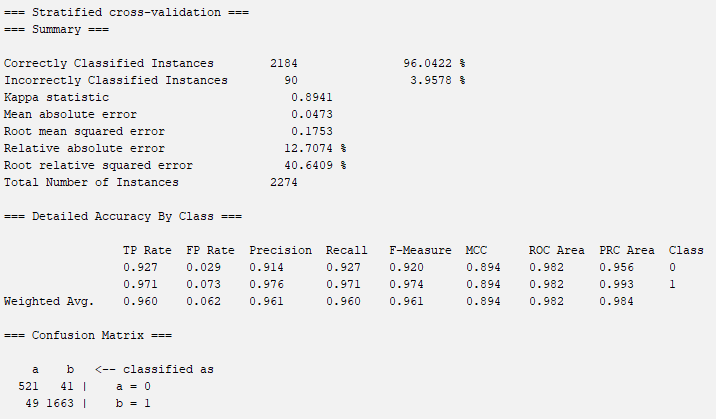 === Stratified cross-validation ===
=== Summary ===
Correctly Classified Instances 2184 96.0422 %
Incorrectly Classified Instances 90 3.9578 %
Kappa statistic 0.8941
Mean absolute error 0.0473
Root mean squared error 0.1753
Relative absolute error 12.7074 %
Root relative squared error 40.6409 %
Total Number of Instances 2274
=== Detailed Accuracy By Class ===
TP Rate FP Rate Precision Recall F-Measure MCC ROC Area PRC Area Class
0.927 0.029 0.914 0.927 0.920 0.894 0.982 0.956 0
0.971 0.073 0.976 0.971 0.974 0.894 0.982 0.993 1
Weighted Avg. 0.960 0.062 0.961 0.960 0.961 0.894 0.982 0.984
=== Confusion Matrix ===
a b <-- classified as
521 41 | a = 0
49 1663 | b = 1